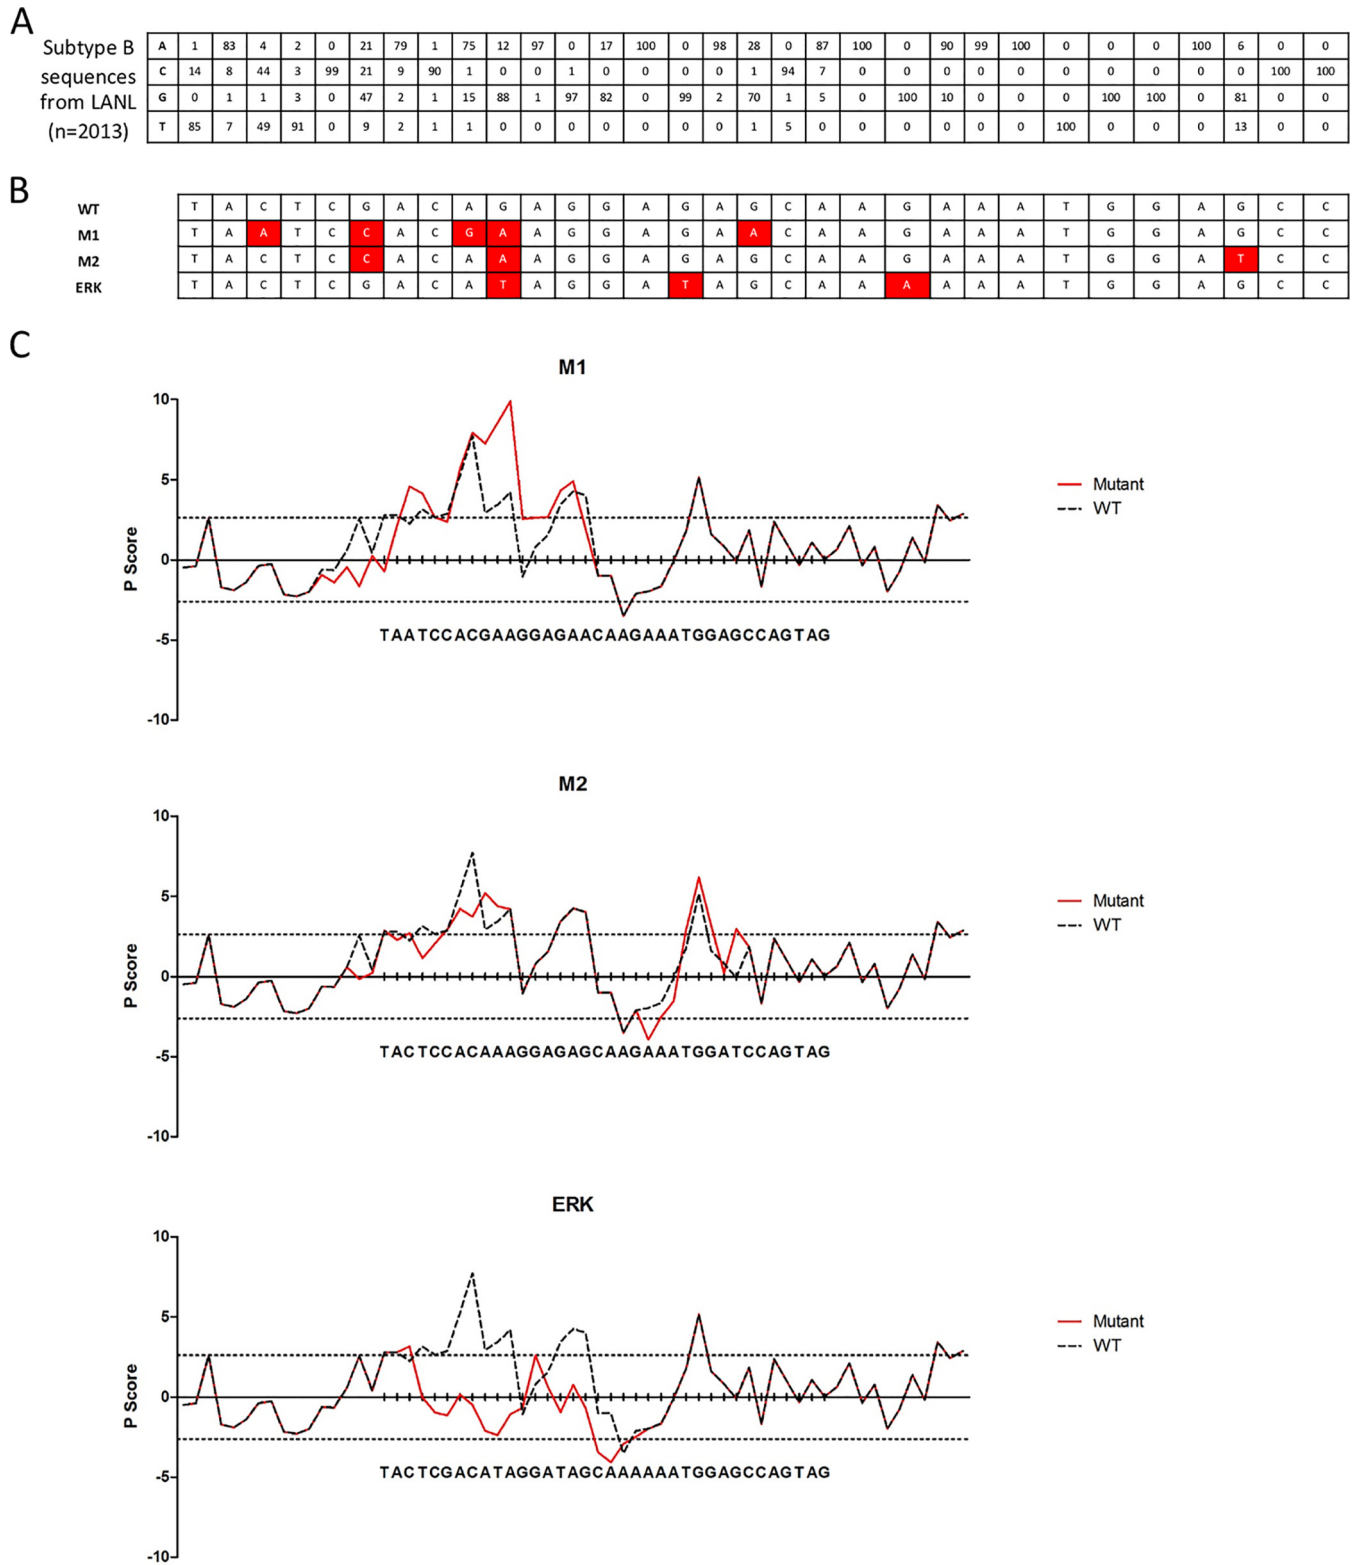 A
Subtype B
sequences
from LANL
(n=2013)
A 1 83 4 2 0 21 79 1 75 12 97 0 17 100 0 98 28 0 87 100 0 90 99 100 0 0 0 100 6 0 0
C 14 8 44 3 99 21 9 90 1 0 0 1 0 0 0 0 1 94 7 0 0 0 0 0 0 0 0 0 0 100 100
G 0 1 1 3 0 47 2 1 15 88 1 97 82 0 99 2 70 1 5 0 100 10 0 0 0 100 100 0 81 0 0
T 85 7 49 91 0 9 2 1 1 0 0 0 0 0 0 0 1 5 0 0 0 0 0 0 100 0 0 0 13 0 0
B
WT T A C T C G A C A G A G G A G A G C A A G A A A T G G A G C C
M1 T A A T C C A C G A A G G A G A A C A A G A A A T G G A G C C
M2 T A C T C C A C A A A G G A G A G C A A G A A A T G G A T C C
ERK T A C T C G A C A T A G G A T A G C A A A A A A T G G A G C C
C
M1
P Score
10
5
0
-5
-10
TAATCCACGAAGGAGAACAAGAAATGGAGCCAGTAG
Mutant
WT
M2
P Score
10
5
0
-5
-10
TACTCCACAAAGGAGAGCAAGAAATGGATCCAGTAG
Mutant
WT
ERK
P Score
10
5
0
-5
-10
TACTCGACATAGGATAGCAAAAAATGGAGCCAGTAG
Mutant
WT